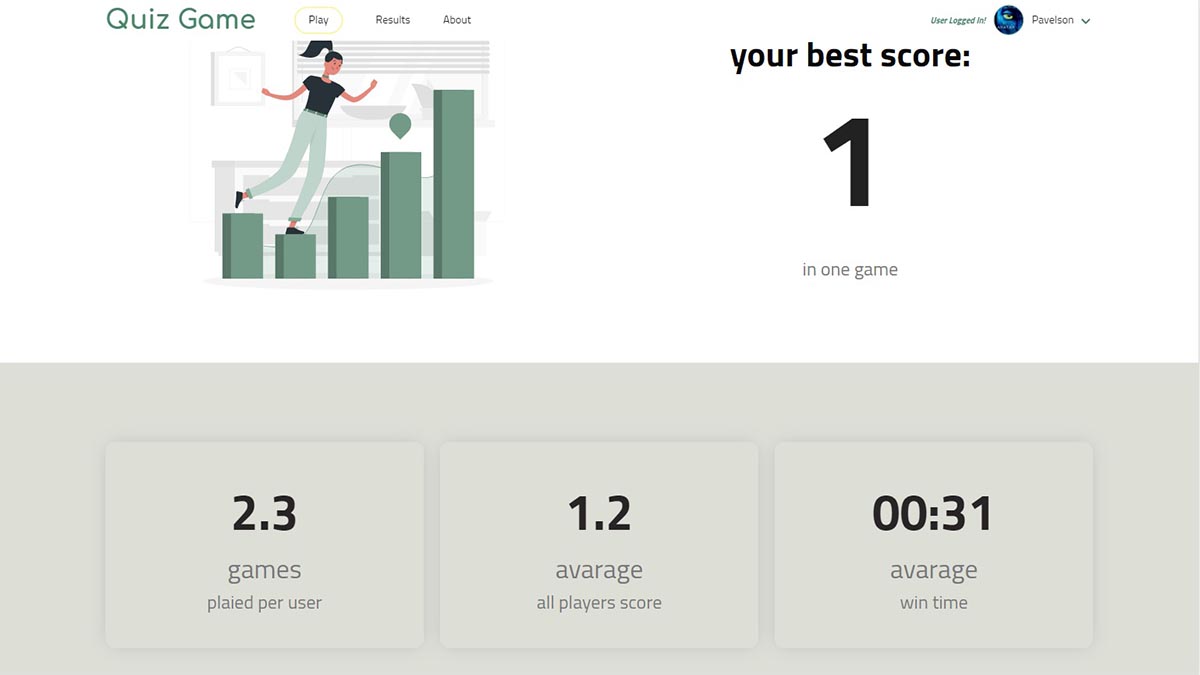 Quiz Game
Play
Results
About
User Logged In!
AVATAR
Pavelson
your best score:
1
in one game
2.3
games
plaied per user
1.2
avarage
all players score
00:31
avarage
win time